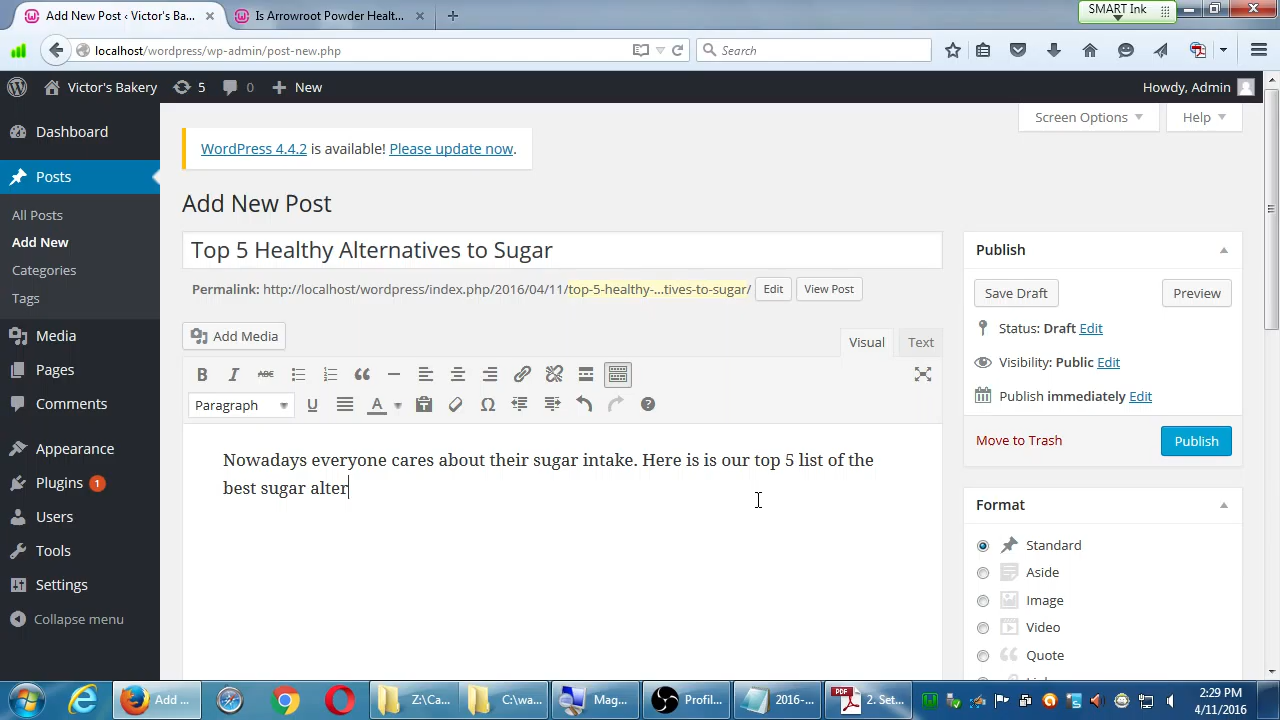 Add New Post ‹ Victor's Ba...
Is Arrowroot Powder Healt...
SMART Ink
localhost/wordpress/wp-admin/post-new.php
Search
Victor's Bakery
5
0
New
Howdy, Admin
Dashboard
Posts
All Posts
Add New
Categories
Tags
Media
Pages
Comments
Appearance
Plugins 1
Users
Tools
Settings
Collapse menu
Screen Options
Help
WordPress 4.4.2 is available! Please update now.
Add New Post
Top 5 Healthy Alternatives to Sugar
Permalink: http://localhost/wordpress/index.php/2016/04/11/top-5-healthy-...tives-to-sugar/ Edit View Post
Add Media
Visual
Text
B I ABC
Paragraph U A Ω ?
Nowadays everyone cares about their sugar intake. Here is is our top 5 list of the
best sugar alter
Publish
Save Draft
Preview
Status: Draft Edit
Visibility: Public Edit
Publish immediately Edit
Move to Trash
Publish
Format
Standard
Aside
Image
Video
Quote
Add ...
Z:\Ca...
C:\wa...
Mag...
Profil...
2016-...
PDF
2. Set...
2:29 PM
4/11/2016